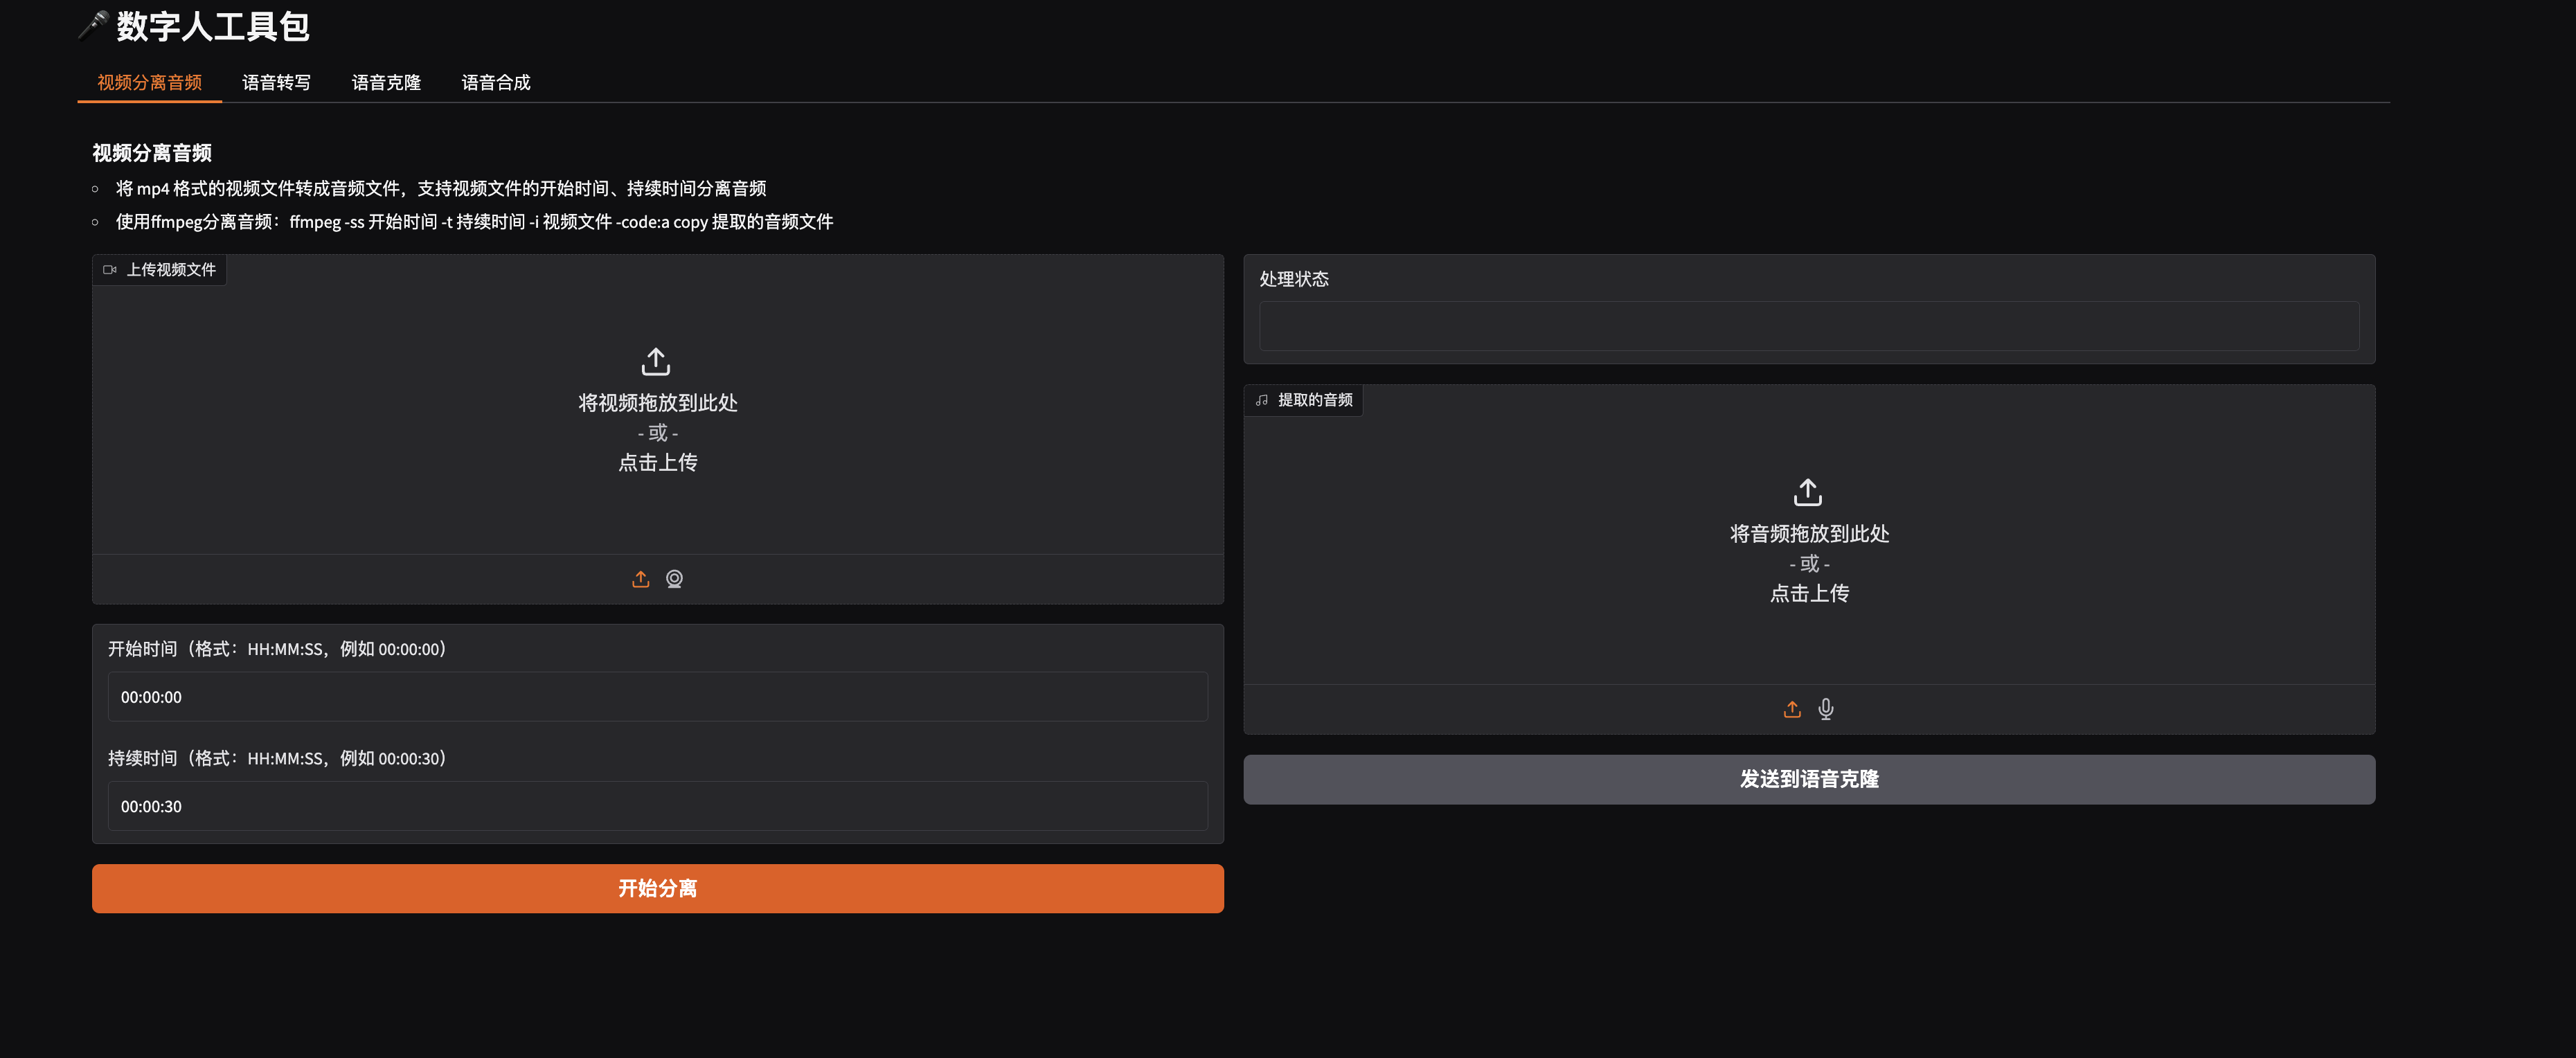 🎤 数字人工具包
视频分离音频
语音转写
语音克隆
语音合成
视频分离音频
将 mp4 格式的视频文件转成音频文件，支持视频文件的开始时间、持续时间分离音频
使用ffmpeg分离音频：ffmpeg -ss 开始时间 -t 持续时间 -i 视频文件 -code:a copy 提取的音频文件
上传视频文件
将视频拖放到此处
- 或 -
点击上传
开始时间（格式：HH:MM:SS，例如 00:00:00）
00:00:00
持续时间（格式：HH:MM:SS，例如 00:00:30）
00:00:30
开始分离
处理状态
提取的音频
将音频拖放到此处
- 或 -
点击上传
发送到语音克隆